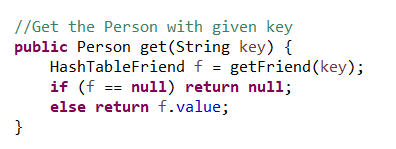 //Get the Person with given key
public Person get(String key) {
    HashTableFriend f = getFriend(key);
    if (f == null) return null;
    else return f.value;
}